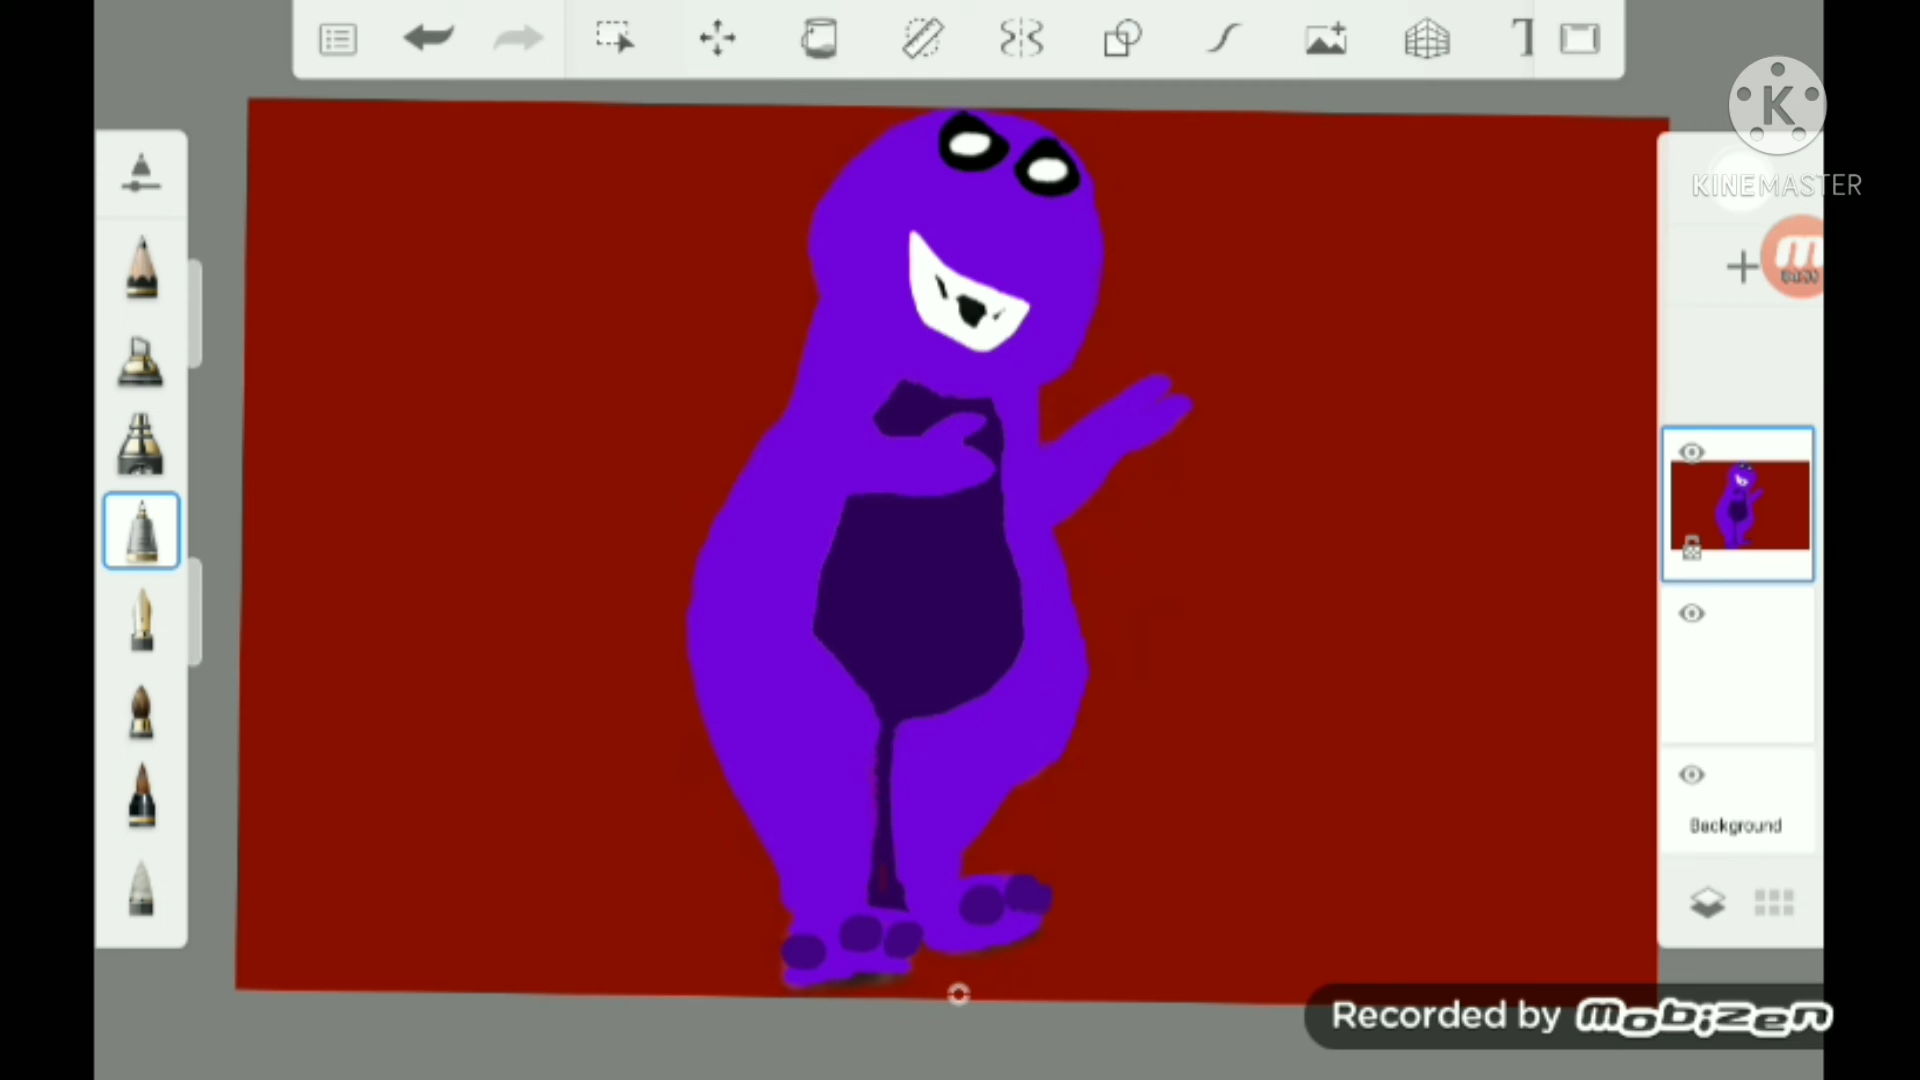 T
K
KINEMASTER
Background
Recorded by mobizen